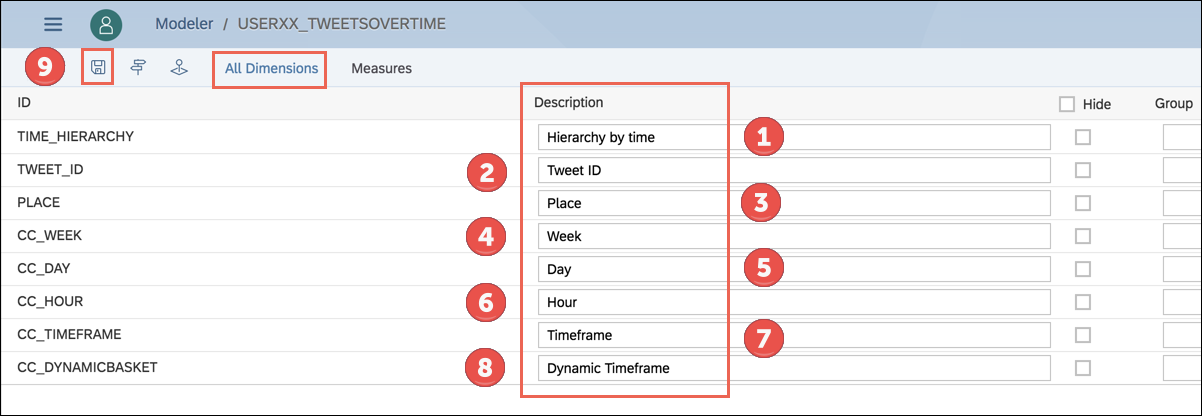 Modeler / USERXX_TWEETSOVERTIME
9 All Dimensions Measures
ID Description Hide Group
TIME_HIERARCHY Hierarchy by time 1
TWEET_ID 2 Tweet ID
PLACE Place 3
CC_WEEK 4 Week
CC_DAY Day 5
CC_HOUR 6 Hour
CC_TIMEFRAME Timeframe 7
CC_DYNAMICBASKET 8 Dynamic Timeframe